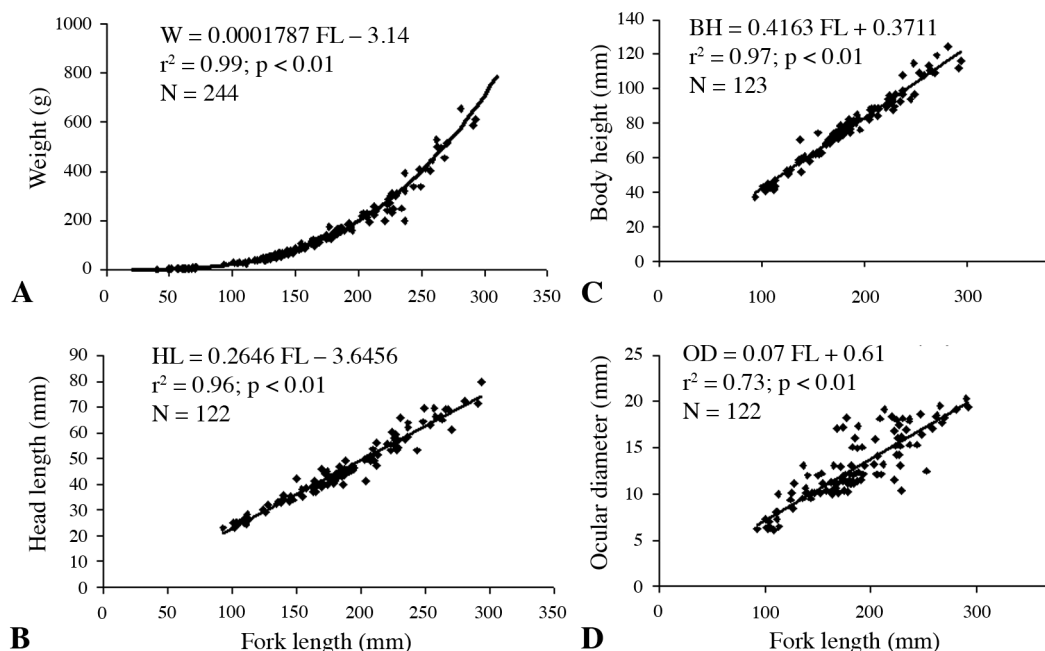 W = 0.0001787 FL – 3.14
r² = 0.99; p < 0.01
N = 244
Weight (g)
1000
800
600
400
200
0
0 50 100 150 200 250 300 350
A
BH = 0.4163 FL + 0.3711
r² = 0.97; p < 0.01
N = 123
Body height (mm)
140
120
100
80
60
40
20
0
0 100 200 300
C
HL = 0.2646 FL – 3.6456
r² = 0.96; p < 0.01
N = 122
Head length (mm)
90
80
70
60
50
40
30
20
10
0
0 50 100 150 200 250 300 350
Fork length (mm)
B
OD = 0.07 FL + 0.61
r² = 0.73; p < 0.01
N = 122
Ocular diameter (mm)
25
20
15
10
5
0
0 100 200 300
Fork length (mm)
D